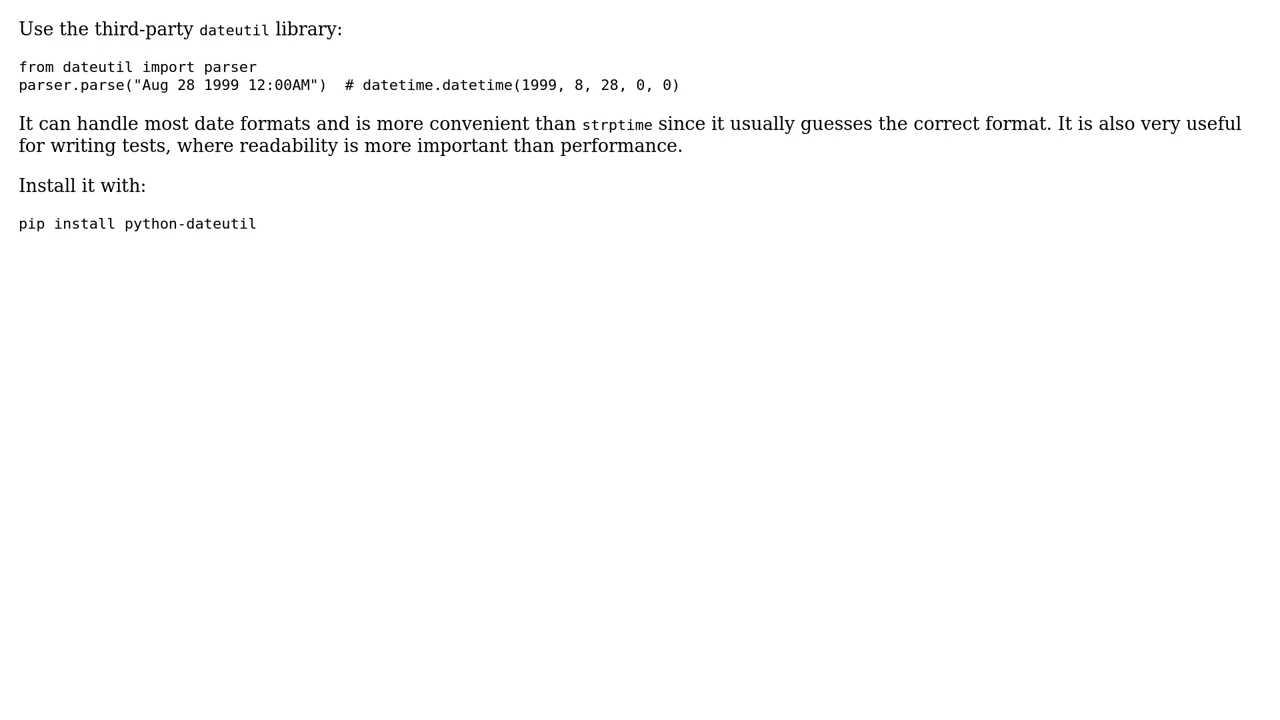 Use the third-party dateutil library:
from dateutil import parser
parser.parse("Aug 28 1999 12:00AM")  # datetime.datetime(1999, 8, 28, 0, 0)
It can handle most date formats and is more convenient than strptime since it usually guesses the correct format. It is also very useful
for writing tests, where readability is more important than performance.
Install it with:
pip install python-dateutil